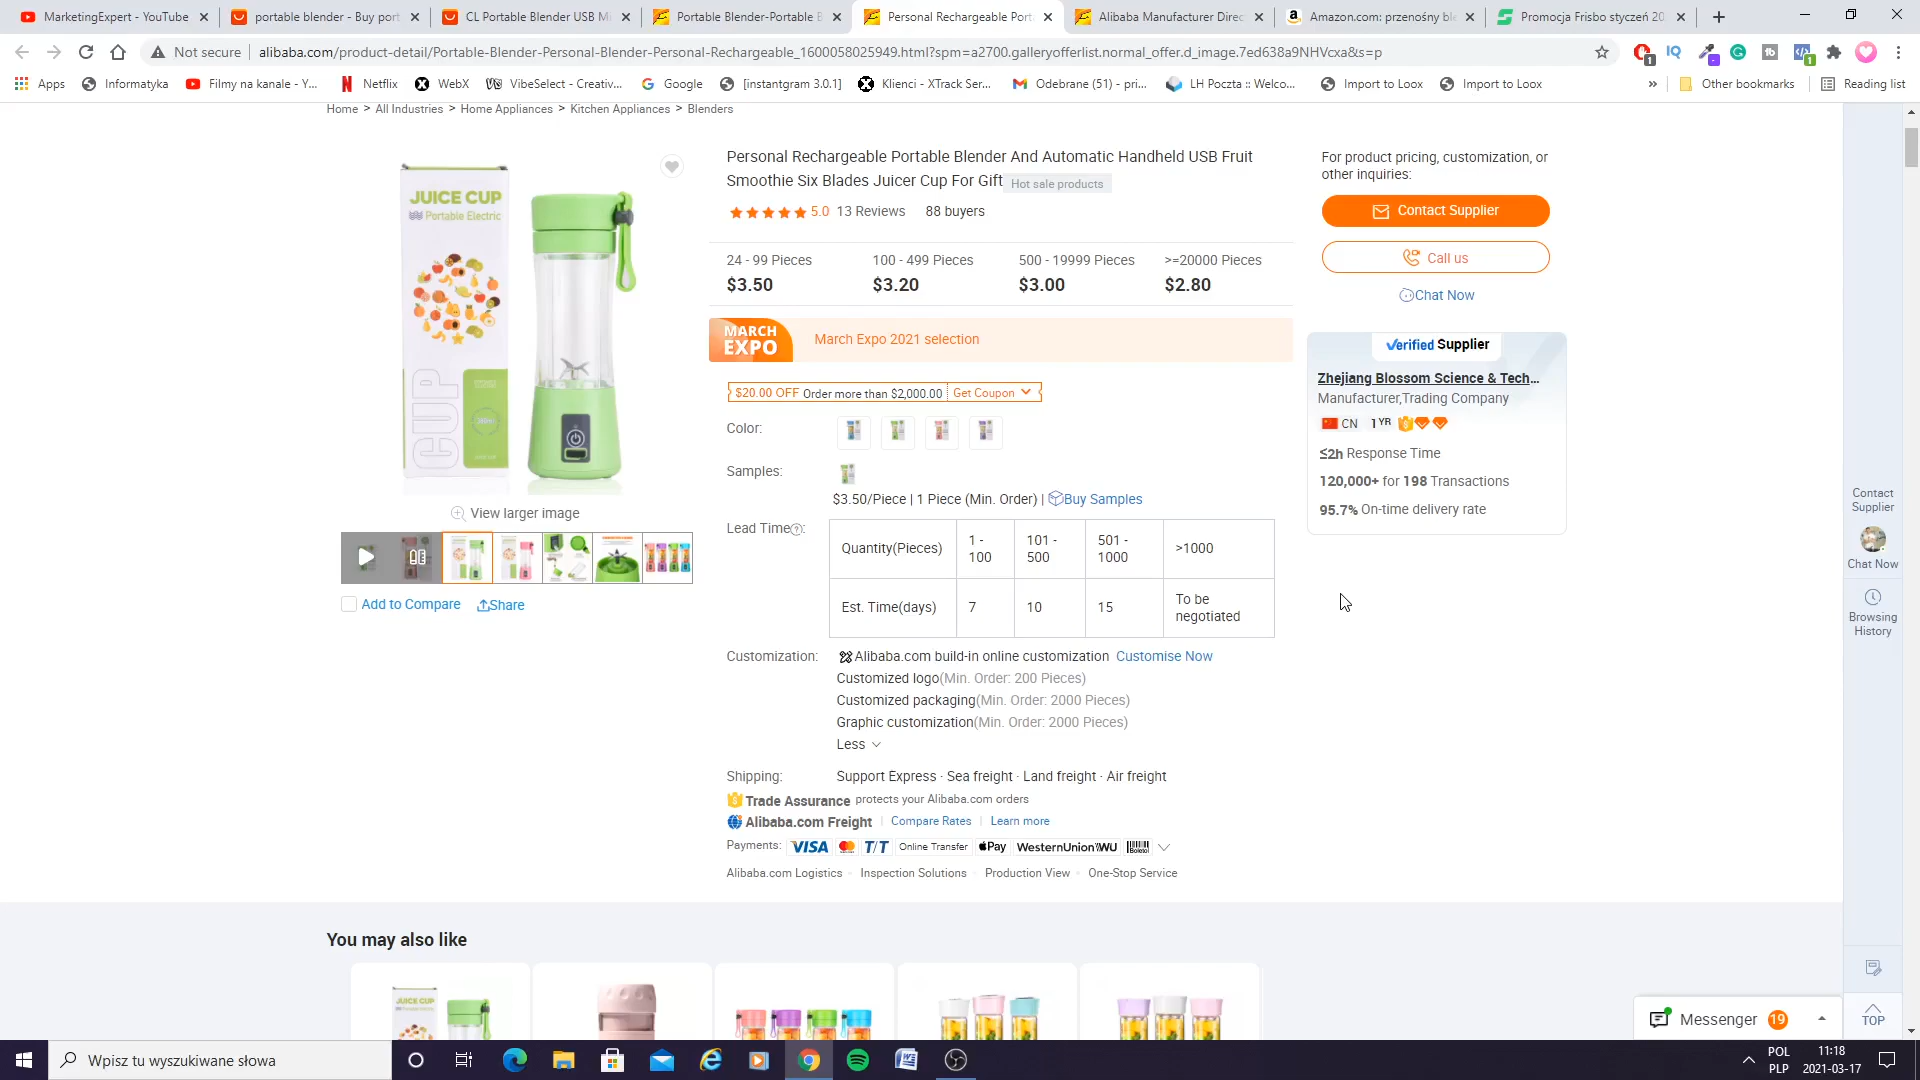 MarketingExpert - YouTube
portable blender - Buy port
CL Portable Blender USB Mi
Portable Blender-Portable B
Personal Rechargeable Port
Alibaba Manufacturer Direc
Amazon.com: przenośny ble
Promocja Frisbo styczeń 20
Not secure
alibaba.com/product-detail/Portable-Blender-Personal-Blender-Personal-Rechargeable_1600058025949.html?spm=a2700.galleryofferlist.normal_offer.d_image.7ed638a9NHVcxa&s=p
Apps
Informatyka
Filmy na kanale - Y...
Netflix
WebX
VibeSelect - Creativ...
Google
[instantgram 3.0.1]
Klienci - XTrack Ser...
Odebrane (51) - pri...
LH Poczta :: Welco...
Import to Loox
Import to Loox
Other bookmarks
Reading list
Home > All Industries > Home Appliances > Kitchen Appliances > Blenders
JUICE CUP
Portable Electric
CUP
View larger image
Add to Compare
Share
Personal Rechargeable Portable Blender And Automatic Handheld USB Fruit
Smoothie Six Blades Juicer Cup For Gift Hot sale products
5.0 13 Reviews 88 buyers
24 - 99 Pieces 100 - 499 Pieces 500 - 19999 Pieces >=20000 Pieces
$3.50 $3.20 $3.00 $2.80
MARCH
EXPO
March Expo 2021 selection
$20.00 OFF Order more than $2,000.00 Get Coupon
Color:
Samples:
$3.50/Piece | 1 Piece (Min. Order) | Buy Samples
Lead Time:
Quantity(Pieces) 1 - 100 101 - 500 501 - 1000 >1000
Est. Time(days) 7 10 15 To be negotiated
Customization: Alibaba.com build-in online customization Customise Now
Customized logo(Min. Order: 200 Pieces)
Customized packaging(Min. Order: 2000 Pieces)
Graphic customization(Min. Order: 2000 Pieces)
Less
Shipping: Support Express · Sea freight · Land freight · Air freight
Trade Assurance protects your Alibaba.com orders
Alibaba.com Freight | Compare Rates | Learn more
Payments: VISA T/T Online Transfer Pay WesternUnion WU Boleto
Alibaba.com Logistics · Inspection Solutions · Production View · One-Stop Service
For product pricing, customization, or
other inquiries:
Contact Supplier
Call us
Chat Now
Verified Supplier
Zhejiang Blossom Science & Tech...
Manufacturer,Trading Company
CN 1 YR
≤2h Response Time
120,000+ for 198 Transactions
95.7% On-time delivery rate
Contact
Supplier
Chat Now
Browsing
History
TOP
You may also like
JUICE CUP
Messenger 19
Wpisz tu wyszukiwane słowa
POL
PLP
11:18
2021-03-17